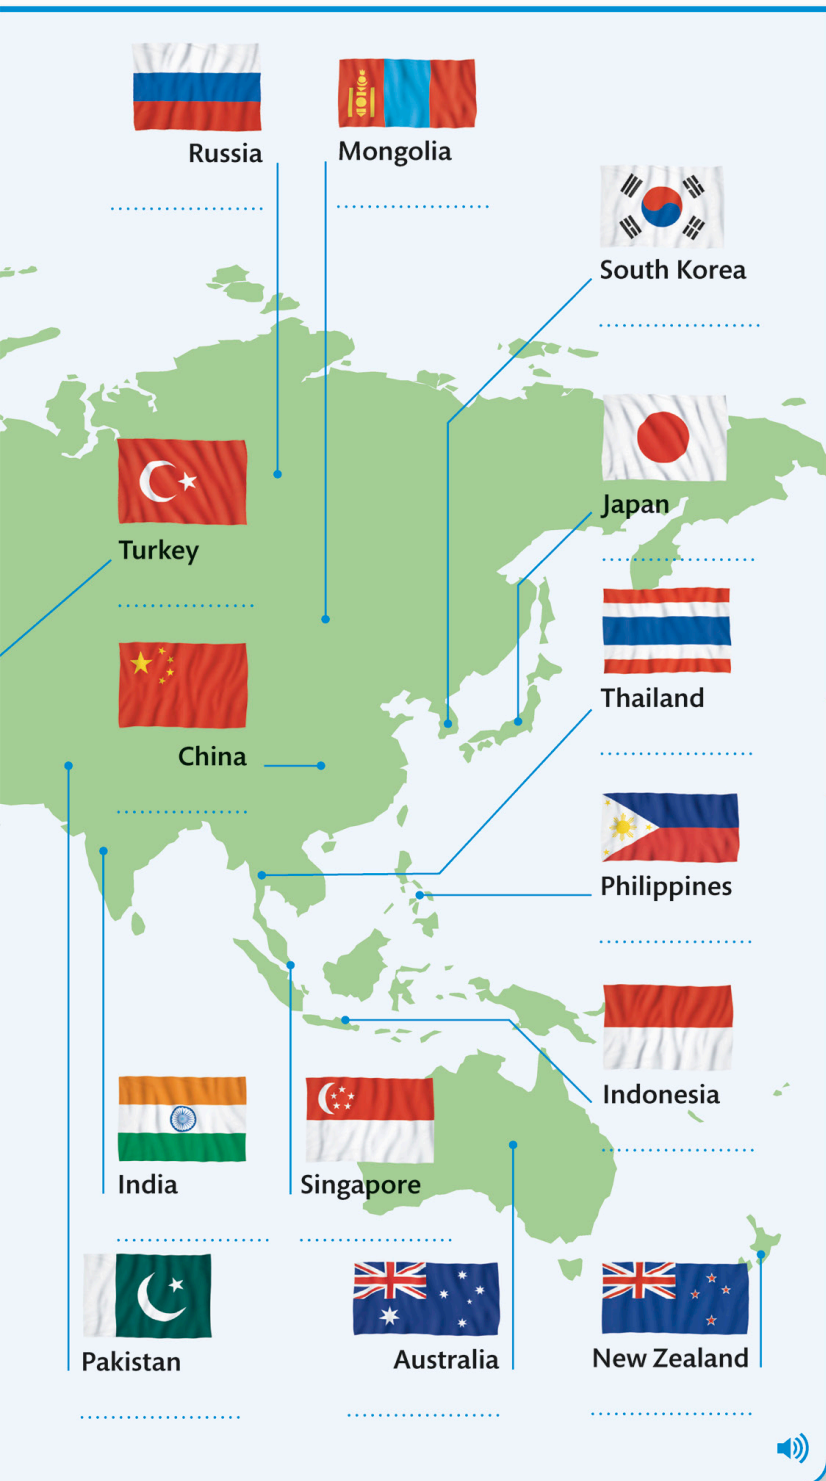 Russia
Mongolia
South Korea
Japan
Turkey
Thailand
China
Philippines
Indonesia
India
Singapore
Pakistan
Australia
New Zealand